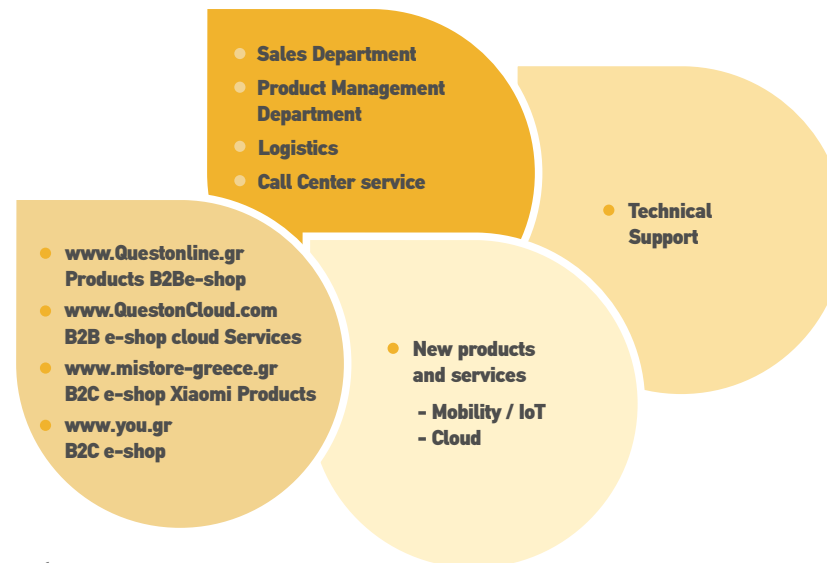 Sales Department
Product Management
Department
Logistics
Call Center service
Technical
Support
www.Questonline.gr
Products B2Be-shop
www.QuestonCloud.com
B2B e-shop cloud Services
www.mistore-greece.gr
B2C e-shop Xiaomi Products
www.you.gr
B2C e-shop
New products
and services
- Mobility / IoT
- Cloud